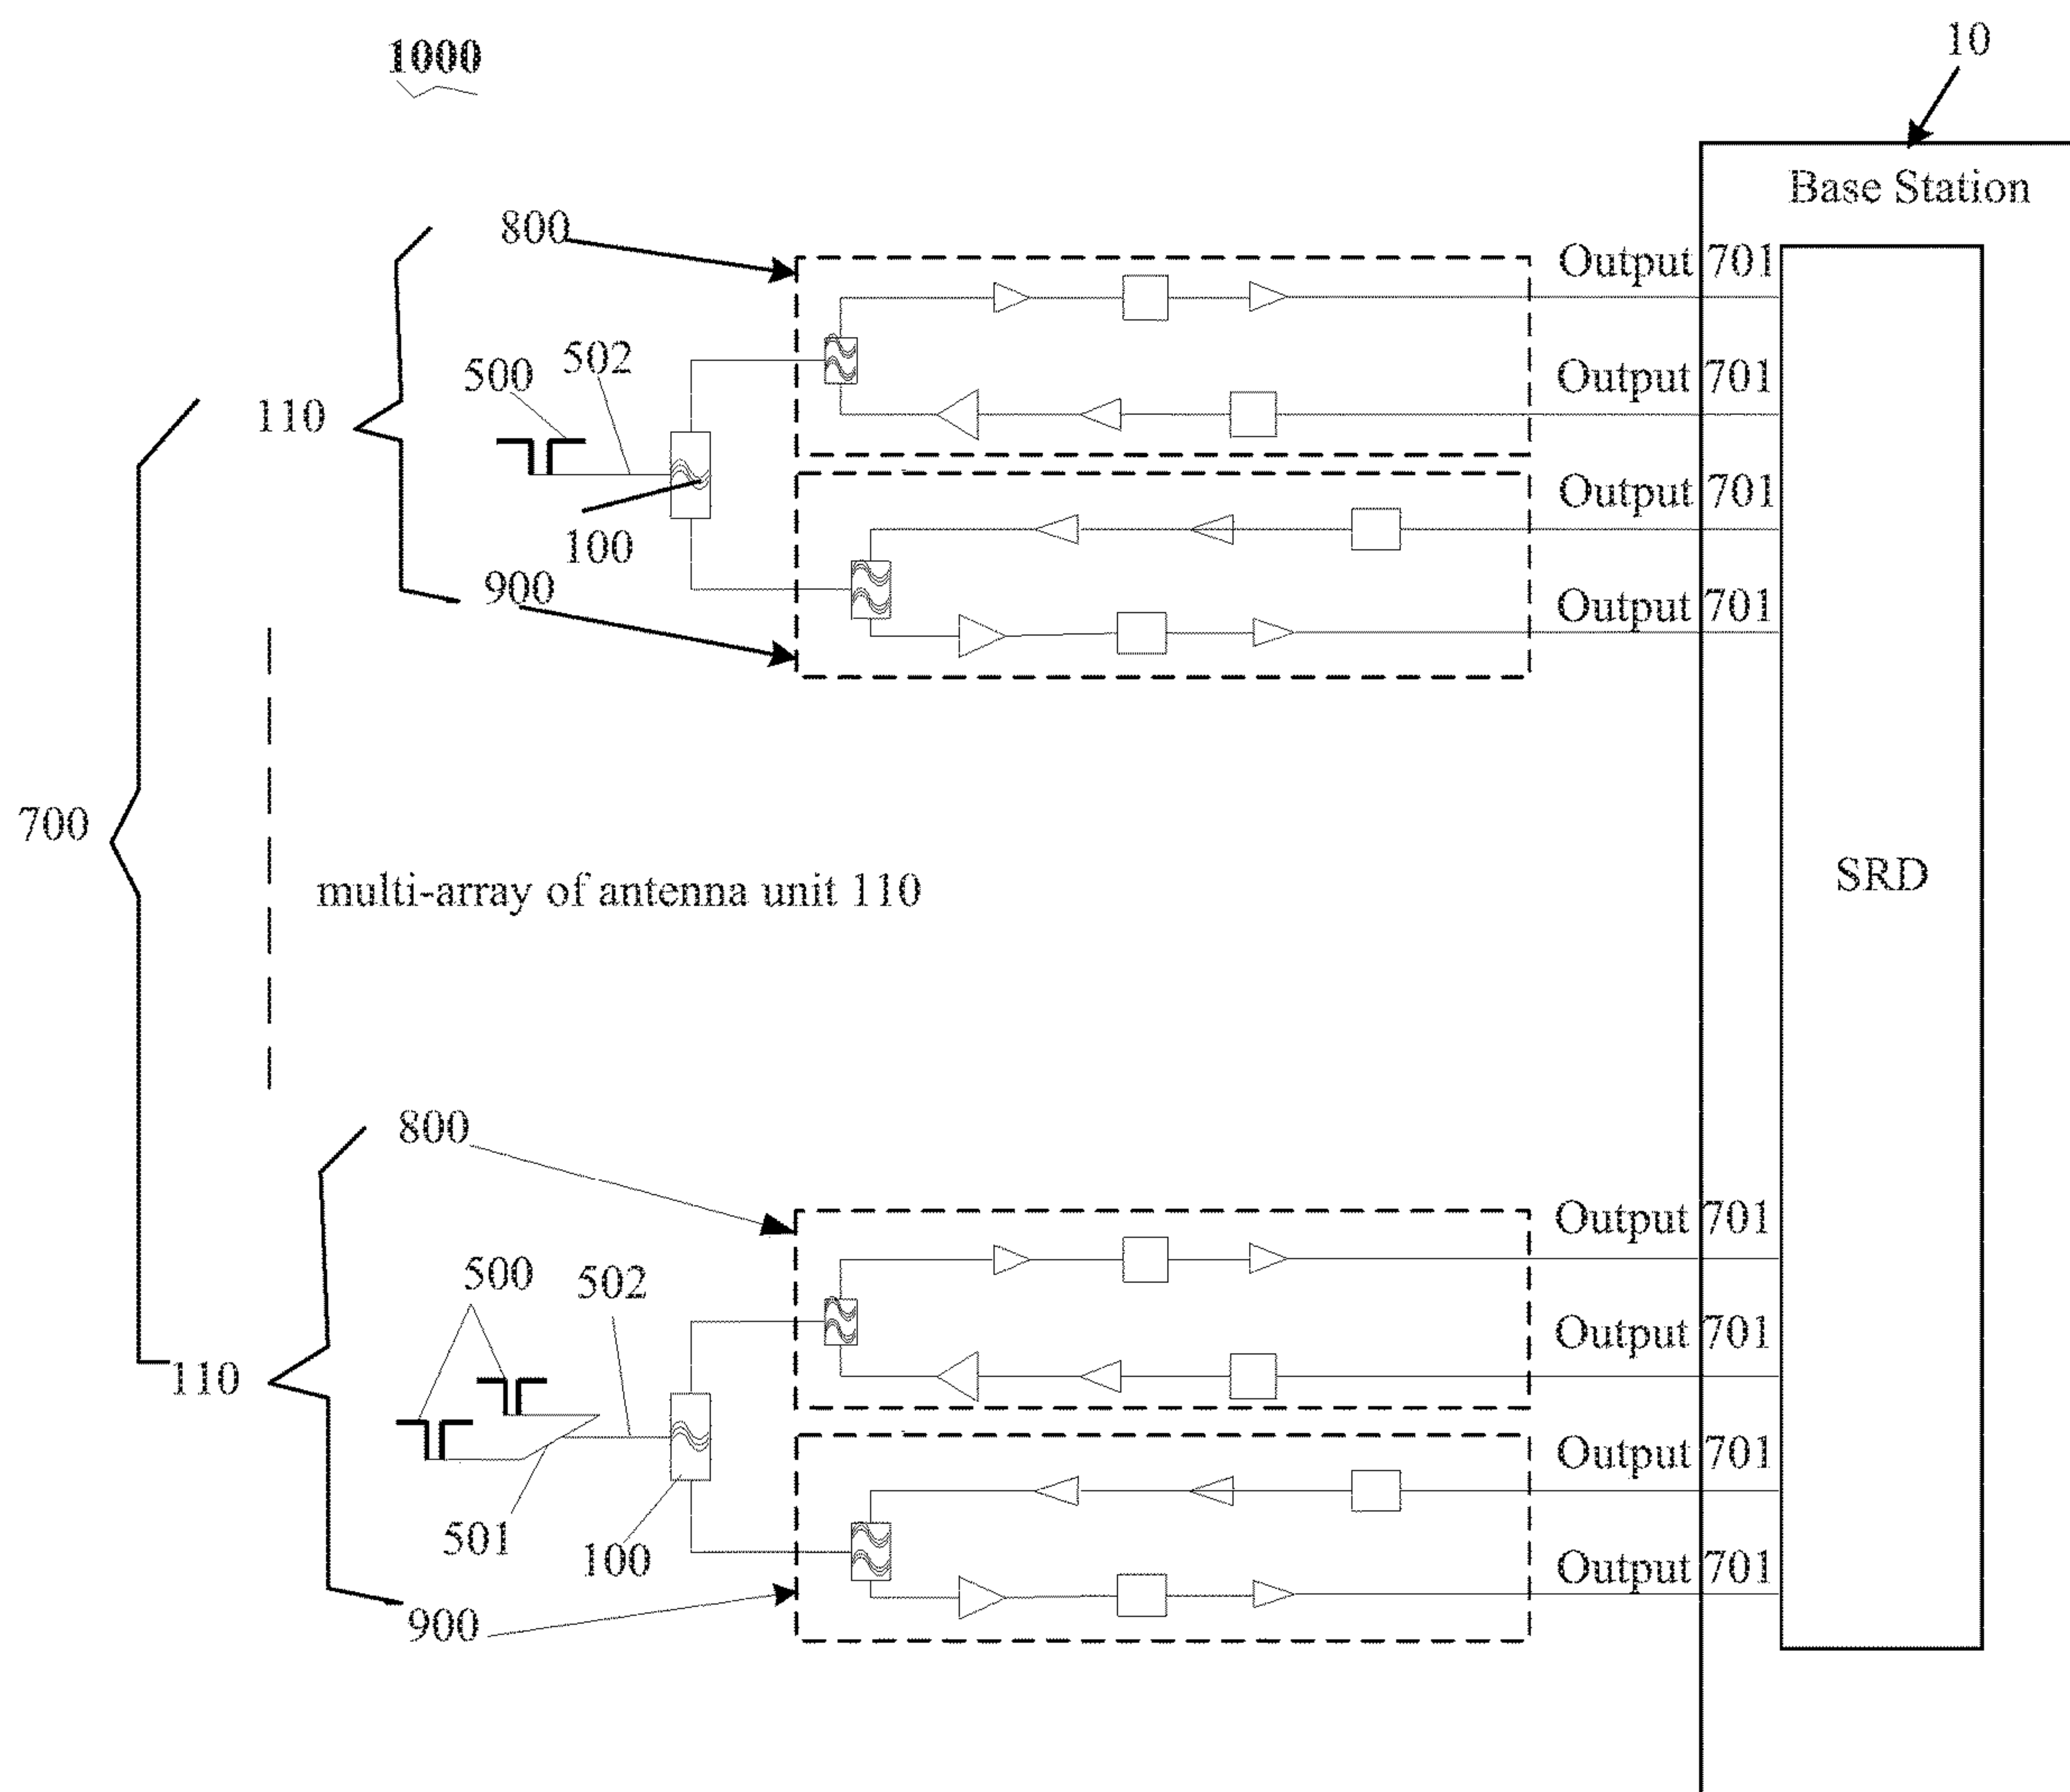 1000
10
Base Station
800
Output 701
502
500
Output 701
110
Output 701
100
900
Output 701
700
multi-array of antenna unit 110
SRD
800
Output 701
500
502
Output 701
110
Output 701
501
100
Output 701
900